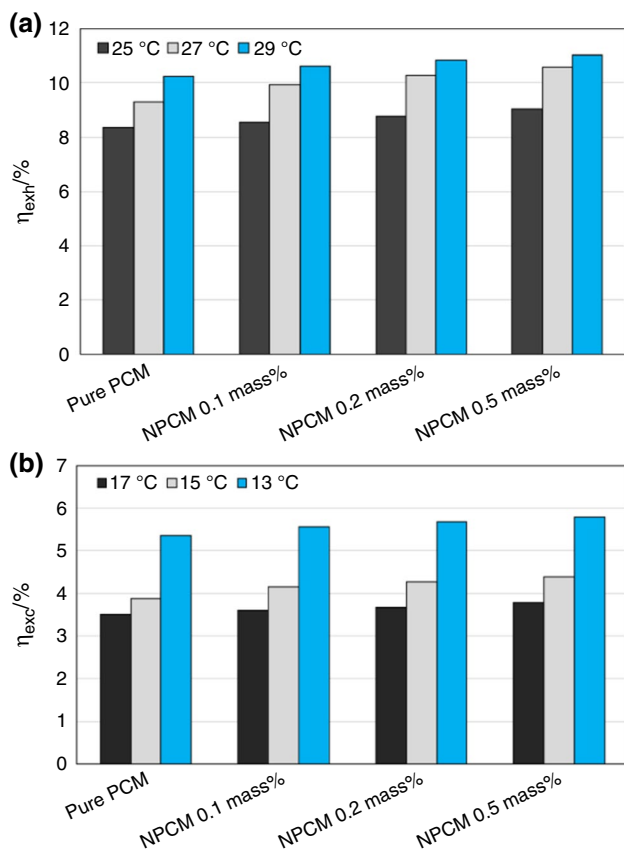 (a)
12
25 °C 27 °C 29 °C
10
8
6
4
2
0
ηexh/%
Pure PCM
NPCM 0.1 mass%
NPCM 0.2 mass%
NPCM 0.5 mass%
(b)
7
17 °C 15 °C 13 °C
6
5
4
3
2
1
0
ηexc/%
Pure PCM
NPCM 0.1 mass%
NPCM 0.2 mass%
NPCM 0.5 mass%